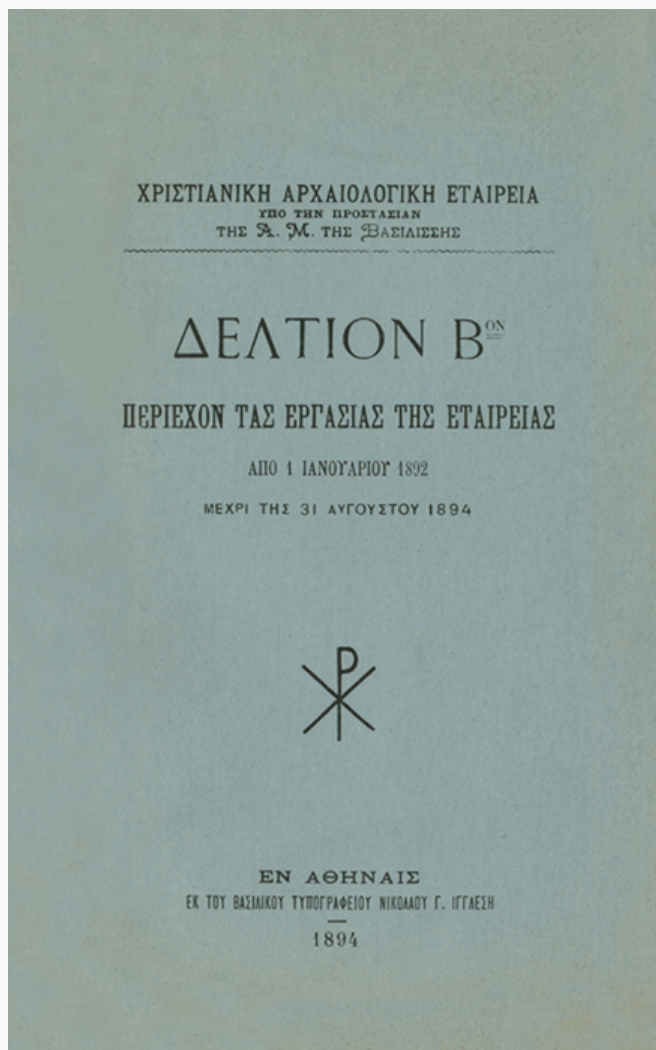 ΧΡΙΣΤΙΑΝΙΚΗ ΑΡΧΑΙΟΛΟΓΙΚΗ ΕΤΑΙΡΕΙΑ
ΥΠΟ ΤΗΝ ΠΡΟΣΤΑΣΙΑΝ
ΤΗΣ Α. Μ. ΤΗΣ ΒΑΣΙΛΙΣΣΗΣ
ΔΕΛΤΙΟΝ Β^ΟΝ
ΠΕΡΙΕΧΟΝ ΤΑΣ ΕΡΓΑΣΙΑΣ ΤΗΣ ΕΤΑΙΡΕΙΑΣ
ΑΠΟ 1 ΙΑΝΟΥΑΡΙΟΥ 1892
ΜΕΧΡΙ ΤΗΣ 31 ΑΥΓΟΥΣΤΟΥ 1894
ΕΝ ΑΘΗΝΑΙΣ
ΕΚ ΤΟΥ ΒΑΣΙΛΙΚΟΥ ΤΥΠΟΓΡΑΦΕΙΟΥ ΝΙΚΟΛΑΟΥ Γ. ΙΓΓΛΕΣΗ
1894